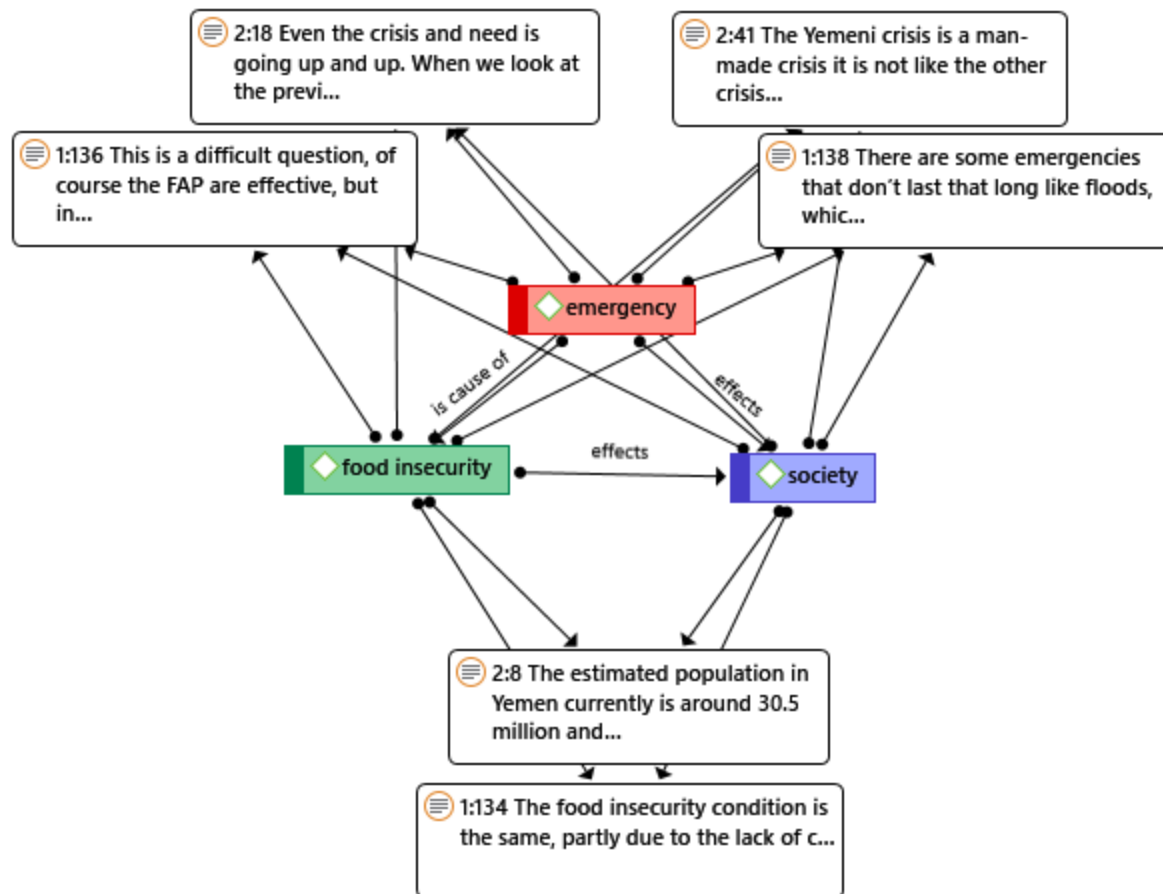 2:18 Even the crisis and need is
going up and up. When we look at
the previ...
2:41 The Yemeni crisis is a man-
made crisis it is not like the other
crisis...
1:136 This is a difficult question, of
course the FAP are effective, but
in...
1:138 There are some emergencies
that don´t last that long like floods,
whic...
emergency
is cause of
effects
food insecurity
effects
society
2:8 The estimated population in
Yemen currently is around 30.5
million and...
1:134 The food insecurity condition is
the same, partly due to the lack of c...